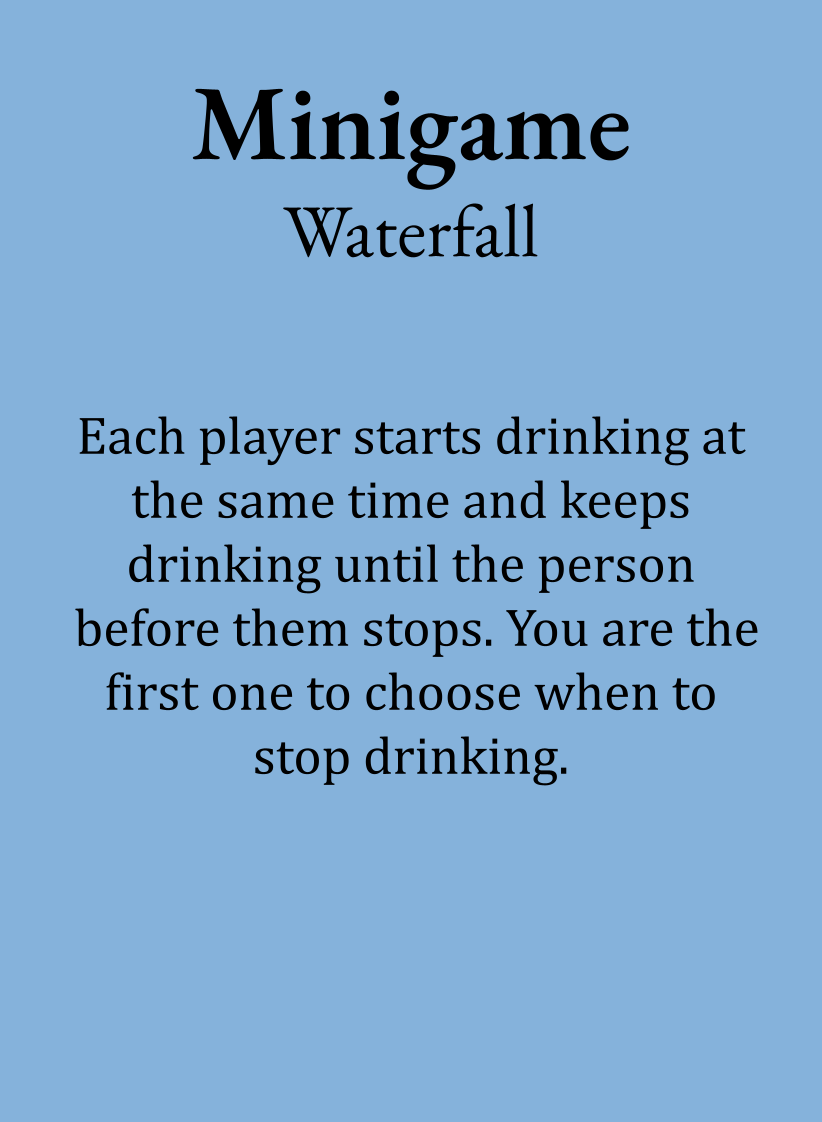 Minigame
Waterfall
Each player starts drinking at
the same time and keeps
drinking until the person
before them stops. You are the
first one to choose when to
stop drinking.